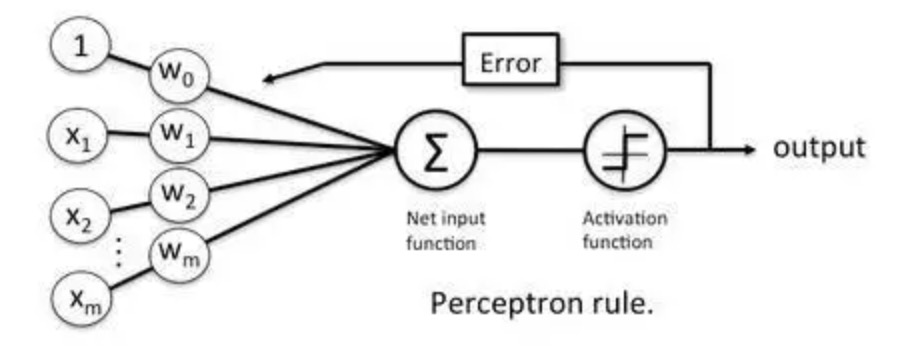 1
w₀
Error
x₁
w₁
Σ
output
x₂
w₂
Net input
function
Activation
function
⋮
wₘ
xₘ
Perceptron rule.